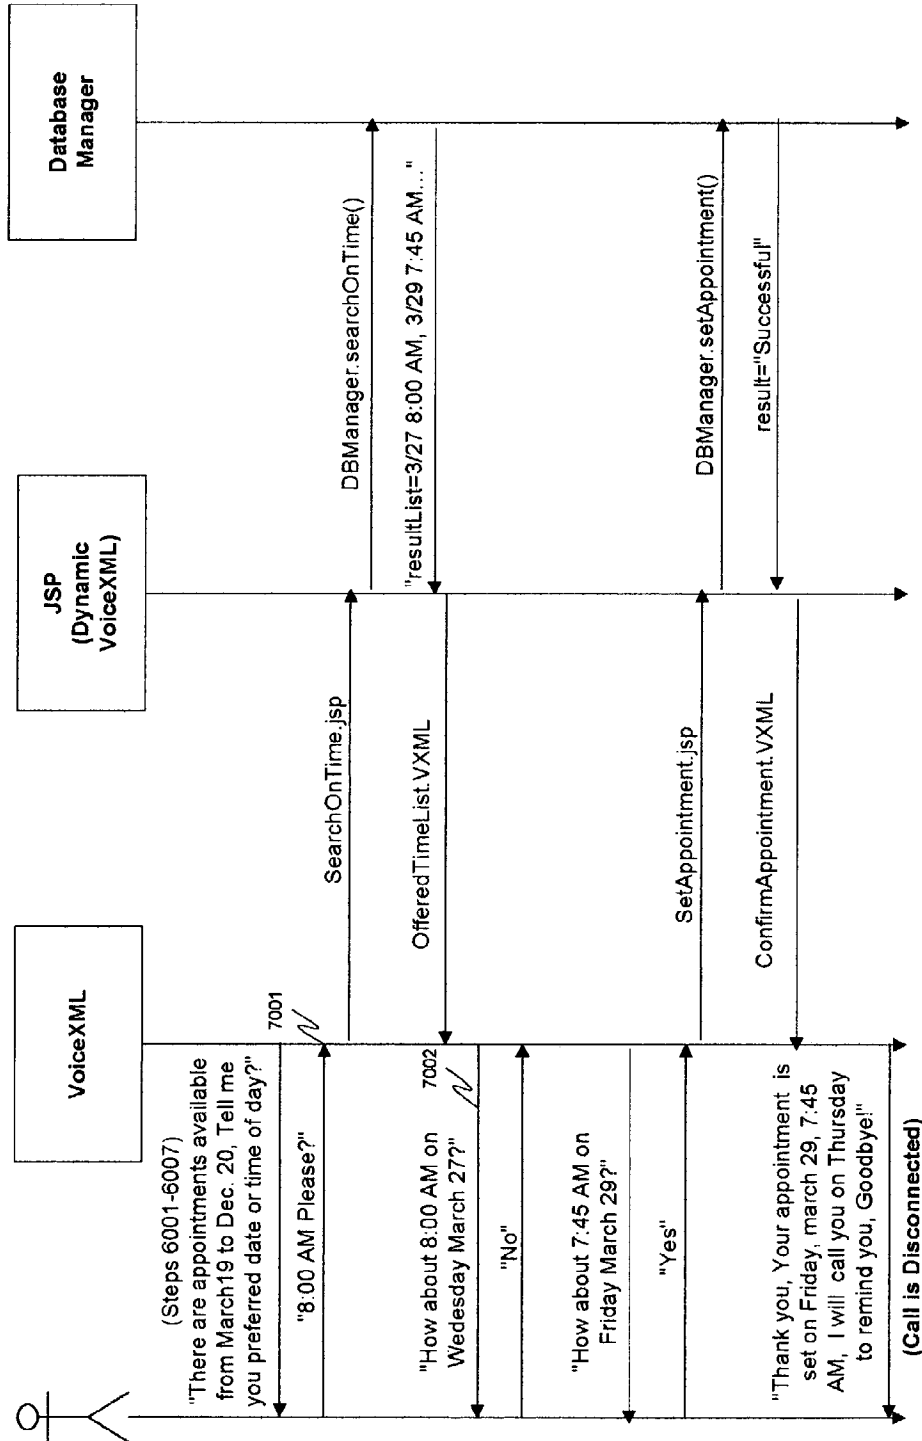 VoiceXML
JSP
(Dynamic
VoiceXML)
Database
Manager
(Steps 6001-6007)
"There are appointments available
from March19 to Dec. 20, Tell me
you preferred date or time of day?"
7001
"8:00 AM Please?"
SearchOnTime.jsp
DBManager.searchOnTime()
"resultList=3/27 8:00 AM, 3/29 7:45 AM..."
OfferedTimeList.VXML
7002
"How about 8:00 AM on
Wedesday March 27?"
"No"
"How about 7:45 AM on
Friday March 29?"
"Yes"
SetAppointment.jsp
DBManager.setAppointment()
result="Successful"
ConfirmAppointment.VXML
"Thank you, Your appointment is
set on Friday, march 29, 7:45
AM, I will call you on Thursday
to remind you, Goodbye!"
(Call is Disconnected)